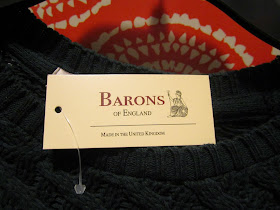 BARONS
OF ENGLAND
MADE IN THE UNITED KINGDOM